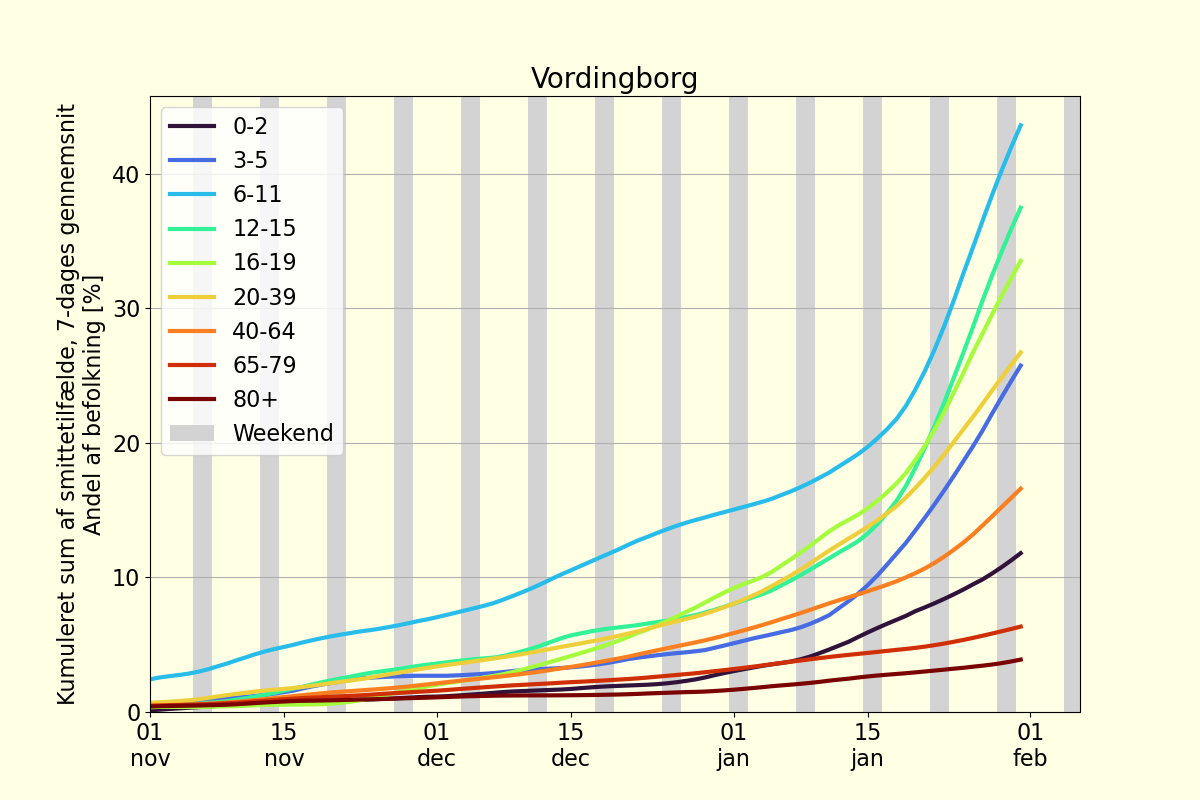 Vordingborg
Kumuleret sum af smittetilfælde, 7-dages gennemsnit
Andel af befolkning [%]
40
30
20
10
0
0-2
3-5
6-11
12-15
16-19
20-39
40-64
65-79
80+
Weekend
01 15 01 15 01 15 01
nov nov dec dec jan jan feb